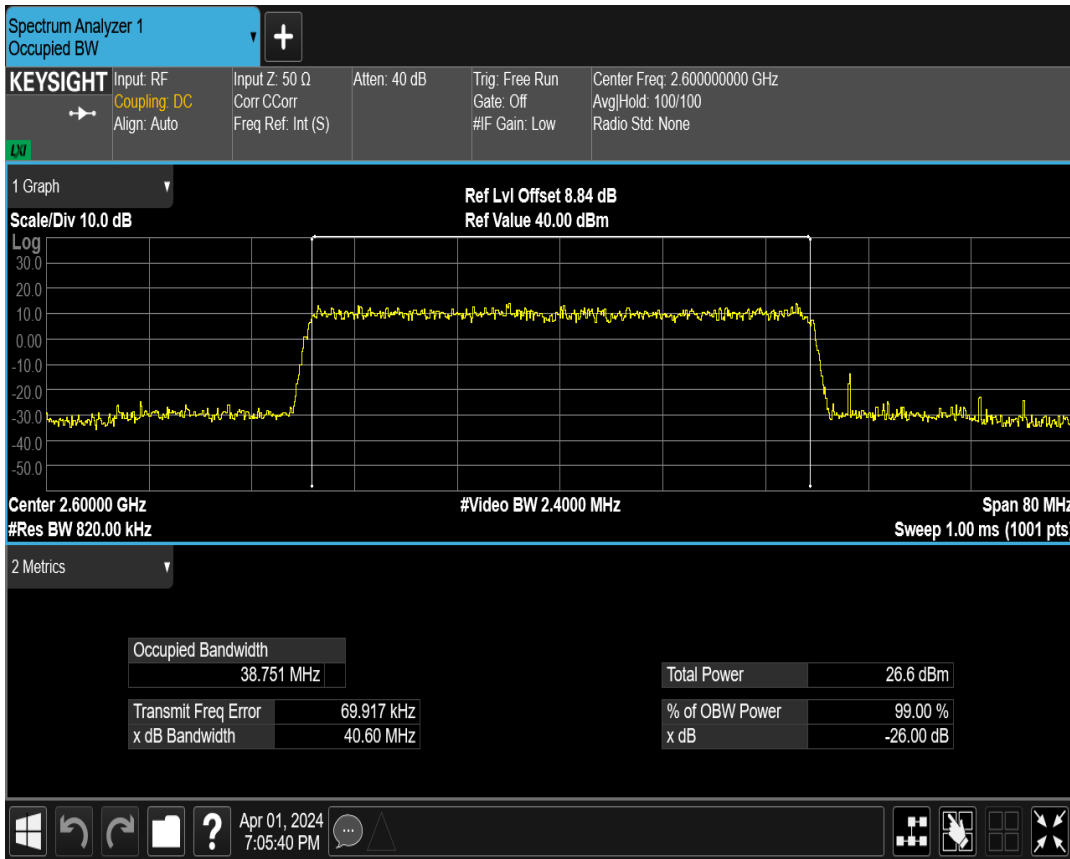 Spectrum Analyzer 1
Occupied BW
+
KEYSIGHT
LXI
Input: RF
Coupling: DC
Align: Auto
Input Z: 50 Ω
Corr CCorr
Freq Ref: Int (S)
Atten: 40 dB
Trig: Free Run
Gate: Off
#IF Gain: Low
Center Freq: 2.600000000 GHz
Avg|Hold: 100/100
Radio Std: None
1 Graph
Scale/Div 10.0 dB
Ref Lvl Offset 8.84 dB
Ref Value 40.00 dBm
Log
30.0
20.0
10.0
0.00
-10.0
-20.0
-30.0
-40.0
-50.0
Center 2.60000 GHz
#Video BW 2.4000 MHz
Span 80 MHz
#Res BW 820.00 kHz
Sweep 1.00 ms (1001 pts)
2 Metrics
Occupied Bandwidth
38.751 MHz
Transmit Freq Error 69.917 kHz
x dB Bandwidth 40.60 MHz
Total Power 26.6 dBm
% of OBW Power 99.00 %
x dB -26.00 dB
?
Apr 01, 2024
7:05:40 PM